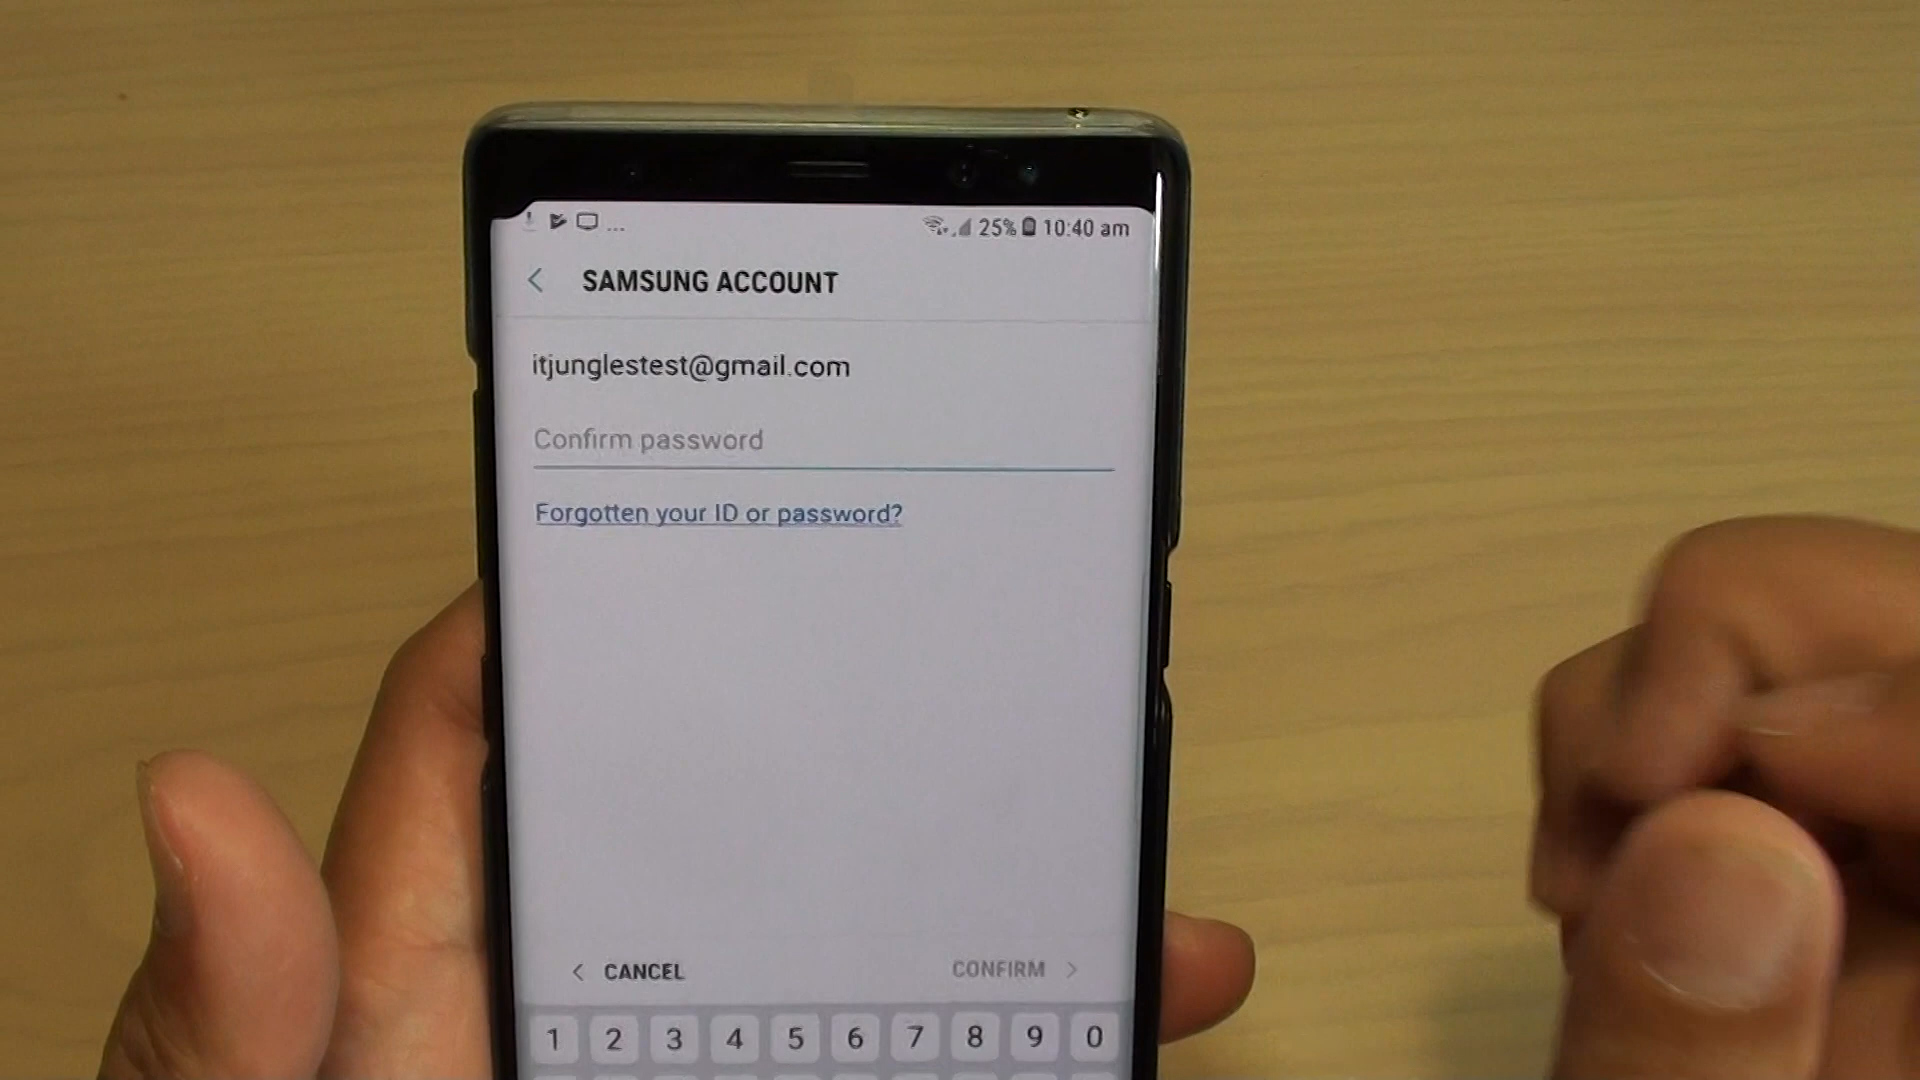 ... 25% 10:40 am
SAMSUNG ACCOUNT
itjunglestest@gmail.com
Confirm password
Forgotten your ID or password?
CANCEL CONFIRM
1 2 3 4 5 6 7 8 9 0